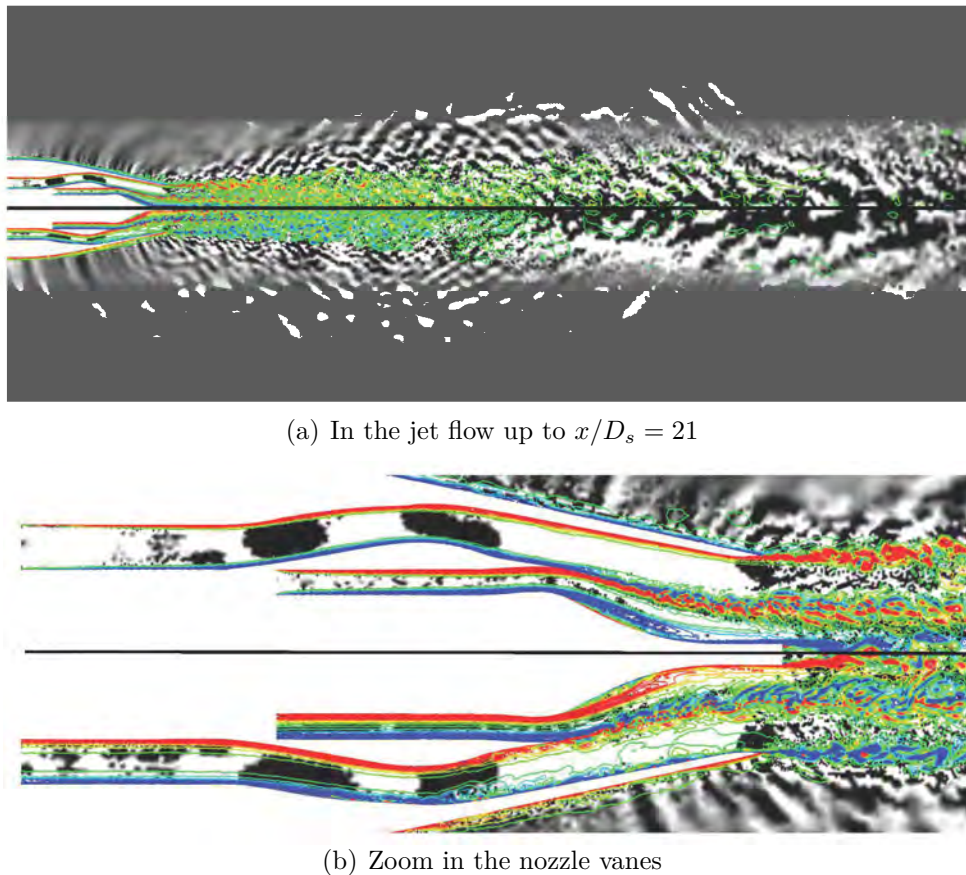 (a) In the jet flow up to x/D_s = 21
(b) Zoom in the nozzle vanes